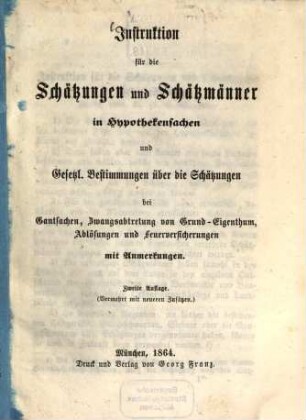 Instruktion
für die
Schätzungen und Schätzmänner
in Hypothekensachen
und
Gesetzl. Bestimmungen über die Schätzungen
bei
Gantsachen, Zwangsabtretung von Grund-Eigenthum,
Ablösungen und Feuerversicherungen
mit Anmerkungen.
Zweite Auflage.
(Vermehrt mit neueren Zusätzen.)
München, 1864.
Druck und Verlag von Georg Franz.